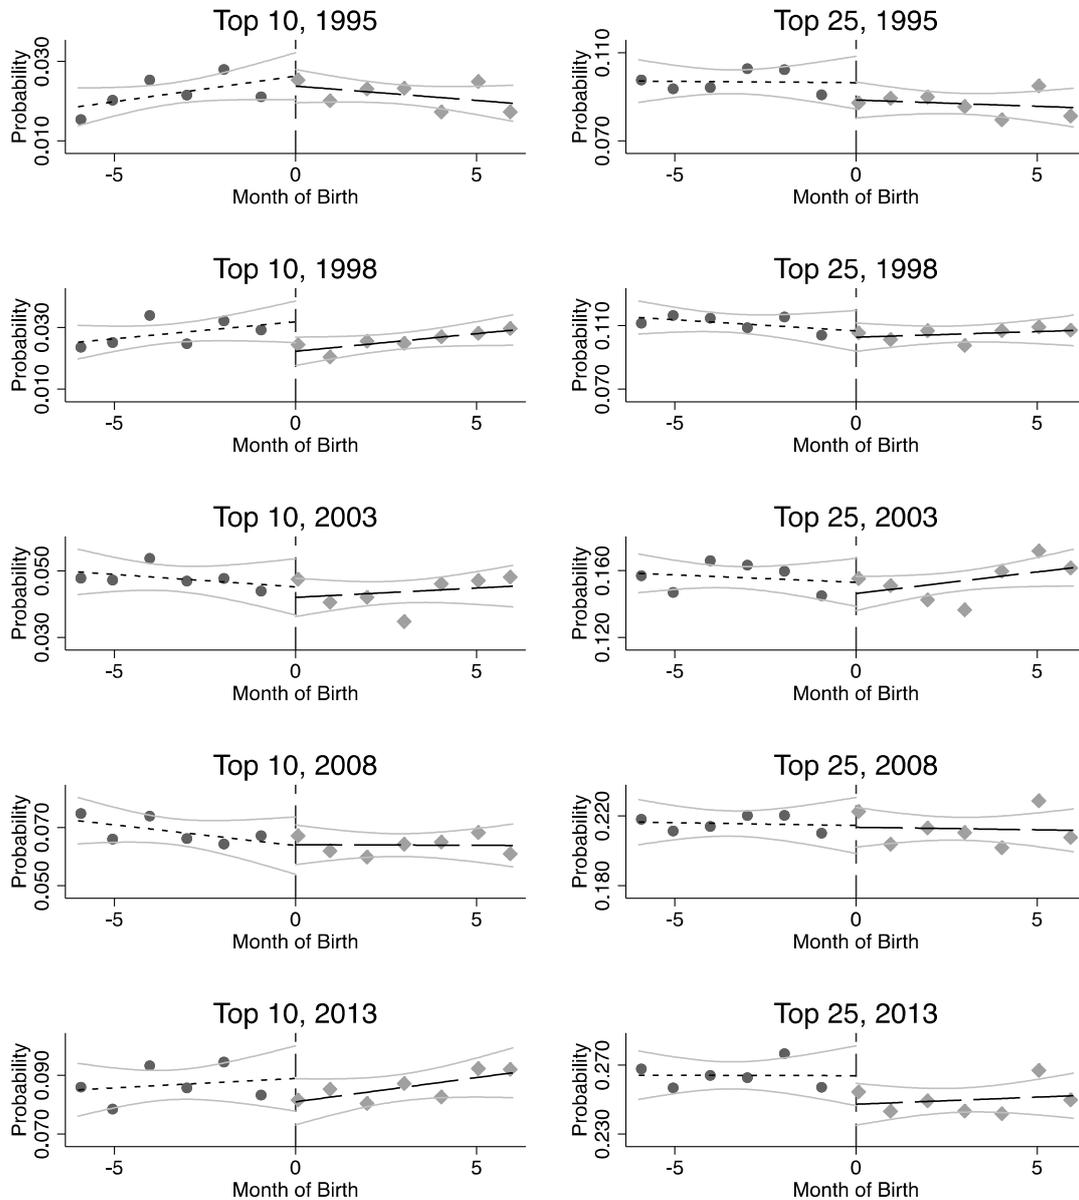 Top 10, 1995
Probability
0.030
0.010
-5 0 5
Month of Birth
Top 25, 1995
Probability
0.110
0.070
-5 0 5
Month of Birth
Top 10, 1998
Probability
0.030
0.010
-5 0 5
Month of Birth
Top 25, 1998
Probability
0.110
0.070
-5 0 5
Month of Birth
Top 10, 2003
Probability
0.050
0.030
-5 0 5
Month of Birth
Top 25, 2003
Probability
0.160
0.120
-5 0 5
Month of Birth
Top 10, 2008
Probability
0.070
0.050
-5 0 5
Month of Birth
Top 25, 2008
Probability
0.220
0.180
-5 0 5
Month of Birth
Top 10, 2013
Probability
0.090
0.070
-5 0 5
Month of Birth
Top 25, 2013
Probability
0.270
0.230
-5 0 5
Month of Birth